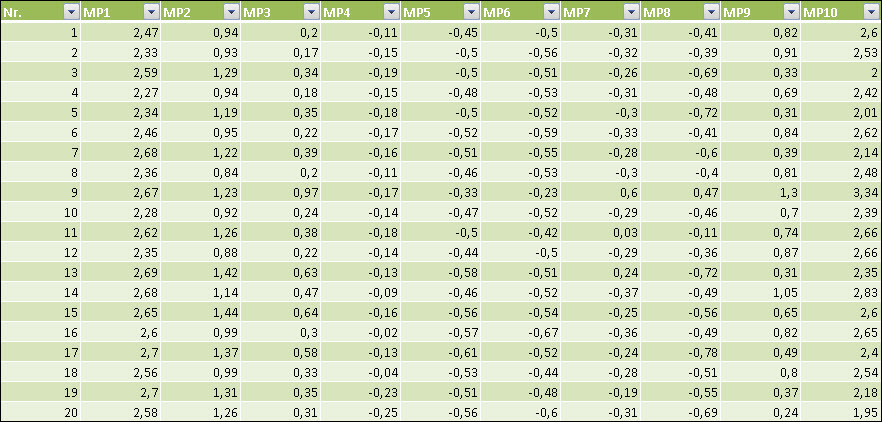 Nr. MP1 MP2 MP3 MP4 MP5 MP6 MP7 MP8 MP9 MP10
1 2,47 0,94 0,2 -0,11 -0,45 -0,5 -0,31 -0,41 0,82 2,6
2 2,33 0,93 0,17 -0,15 -0,5 -0,56 -0,32 -0,39 0,91 2,53
3 2,59 1,29 0,34 -0,19 -0,5 -0,51 -0,26 -0,69 0,33 2
4 2,27 0,94 0,18 -0,15 -0,48 -0,53 -0,31 -0,48 0,69 2,42
5 2,34 1,19 0,35 -0,18 -0,5 -0,52 -0,3 -0,72 0,31 2,01
6 2,46 0,95 0,22 -0,17 -0,52 -0,59 -0,33 -0,41 0,84 2,62
7 2,68 1,22 0,39 -0,16 -0,51 -0,55 -0,28 -0,6 0,39 2,14
8 2,36 0,84 0,2 -0,11 -0,46 -0,53 -0,3 -0,4 0,81 2,48
9 2,67 1,23 0,97 -0,17 -0,33 -0,23 0,6 0,47 1,3 3,34
10 2,28 0,92 0,24 -0,14 -0,47 -0,52 -0,29 -0,46 0,7 2,39
11 2,62 1,26 0,38 -0,18 -0,5 -0,42 0,03 -0,11 0,74 2,66
12 2,35 0,88 0,22 -0,14 -0,44 -0,5 -0,29 -0,36 0,87 2,66
13 2,69 1,42 0,63 -0,13 -0,58 -0,51 0,24 -0,72 0,31 2,35
14 2,68 1,14 0,47 -0,09 -0,46 -0,52 -0,37 -0,49 1,05 2,83
15 2,65 1,44 0,64 -0,16 -0,56 -0,54 -0,25 -0,56 0,65 2,6
16 2,6 0,99 0,3 -0,02 -0,57 -0,67 -0,36 -0,49 0,82 2,65
17 2,7 1,37 0,58 -0,13 -0,61 -0,52 -0,24 -0,78 0,49 2,4
18 2,56 0,99 0,33 -0,04 -0,53 -0,44 -0,28 -0,51 0,8 2,54
19 2,7 1,31 0,35 -0,23 -0,51 -0,48 -0,19 -0,55 0,37 2,18
20 2,58 1,26 0,31 -0,25 -0,56 -0,6 -0,31 -0,69 0,24 1,95